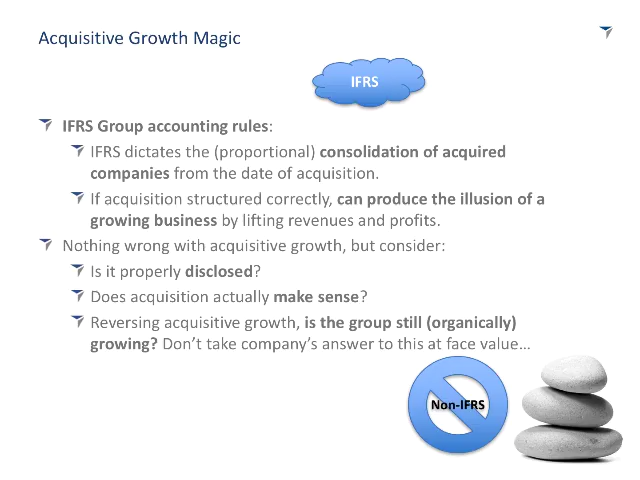 Acquisitive Growth Magic
IFRS
IFRS Group accounting rules:
IFRS dictates the (proportional) consolidation of acquired
companies from the date of acquisition.
If acquisition structured correctly, can produce the illusion of a
growing business by lifting revenues and profits.
Nothing wrong with acquisitive growth, but consider:
Is it properly disclosed?
Does acquisition actually make sense?
Reversing acquisitive growth, is the group still (organically)
growing? Don’t take company’s answer to this at face value…
Non-IFRS